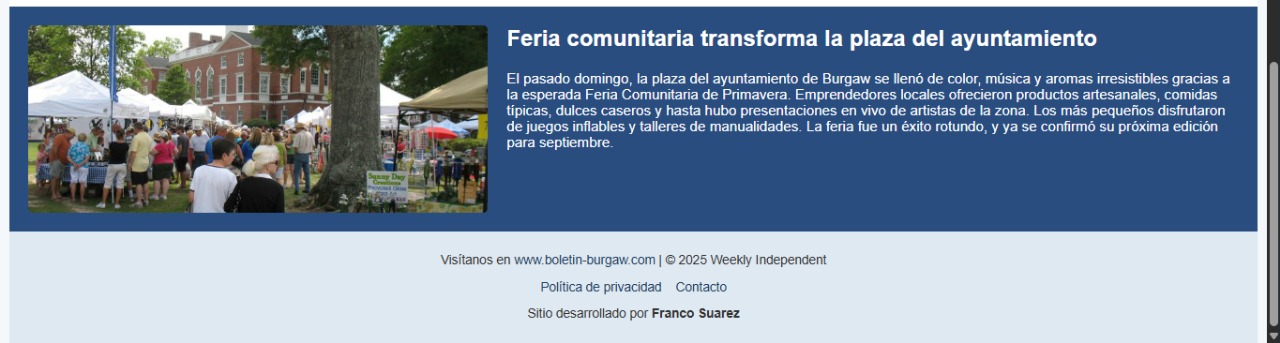 Feria comunitaria transforma la plaza del ayuntamiento
El pasado domingo, la plaza del ayuntamiento de Burgaw se llenó de color, música y aromas irresistibles gracias a
la esperada Feria Comunitaria de Primavera. Emprendedores locales ofrecieron productos artesanales, comidas
típicas, dulces caseros y hasta hubo presentaciones en vivo de artistas de la zona. Los más pequeños disfrutaron
de juegos inflables y talleres de manualidades. La feria fue un éxito rotundo, y ya se confirmó su próxima edición
para septiembre.
Sunny Day
Creations
Visítanos en www.boletin-burgaw.com | © 2025 Weekly Independent
Política de privacidad Contacto
Sitio desarrollado por Franco Suarez